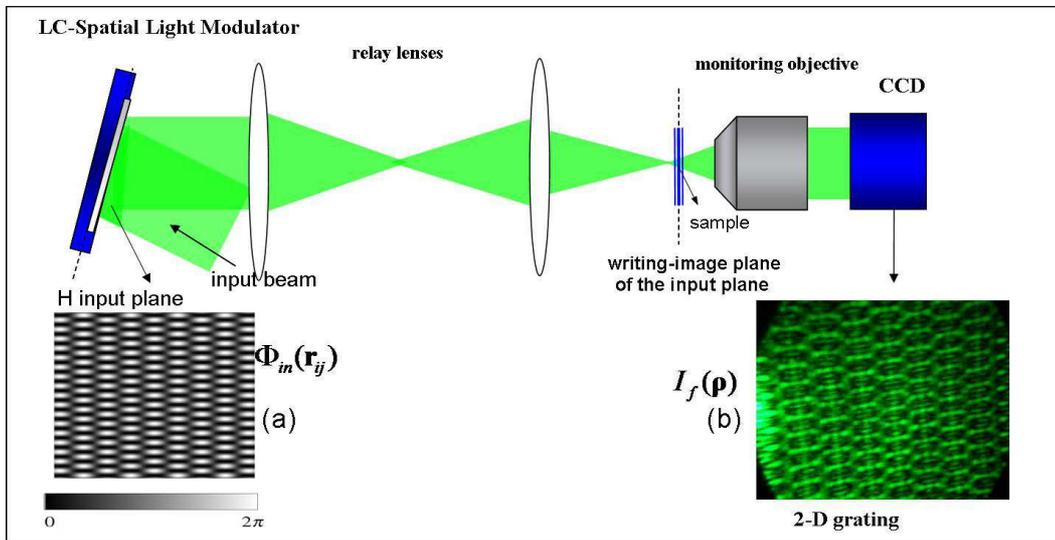 LC-Spatial Light Modulator
relay lenses
monitoring objective
CCD
sample
input beam
writing-image plane
of the input plane
H input plane
Φin(rij)
(a)
If(ρ)
(b)
0
2π
2-D grating